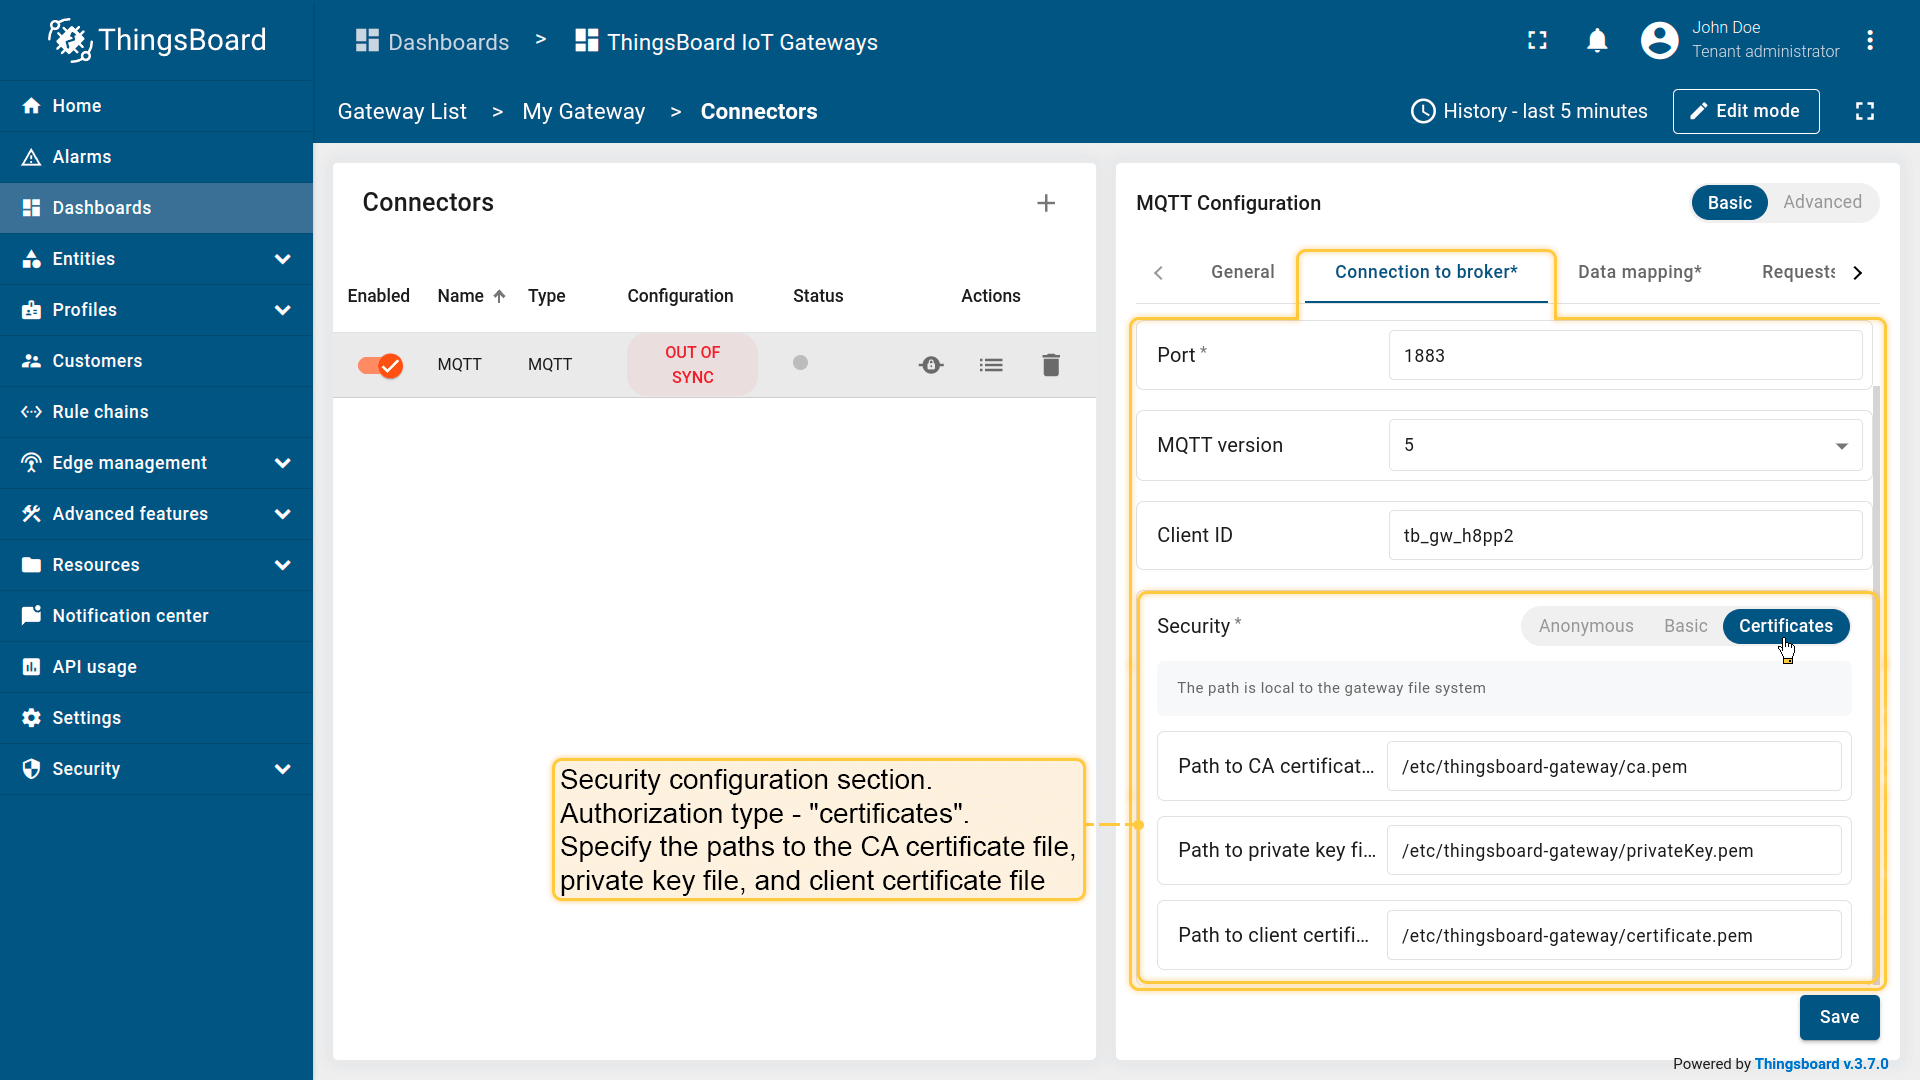 ThingsBoard
Dashboards > ThingsBoard IoT Gateways
John Doe
Tenant administrator
Gateway List > My Gateway > Connectors
History - last 5 minutes
Edit mode
Home
Alarms
Dashboards
Entities
Profiles
Customers
Rule chains
Edge management
Advanced features
Resources
Notification center
API usage
Settings
Security
Connectors
Enabled Name Type Configuration Status Actions
MQTT MQTT OUT OF
SYNC
Security configuration section.
Authorization type - "certificates".
Specify the paths to the CA certificate file,
private key file, and client certificate file
MQTT Configuration
Basic Advanced
General Connection to broker* Data mapping* Requests
Port * 1883
MQTT version 5
Client ID tb_gw_h8pp2
Security * Anonymous Basic Certificates
The path is local to the gateway file system
Path to CA certificat... /etc/thingsboard-gateway/ca.pem
Path to private key fi... /etc/thingsboard-gateway/privateKey.pem
Path to client certifi... /etc/thingsboard-gateway/certificate.pem
Save
Powered by Thingsboard v.3.7.0